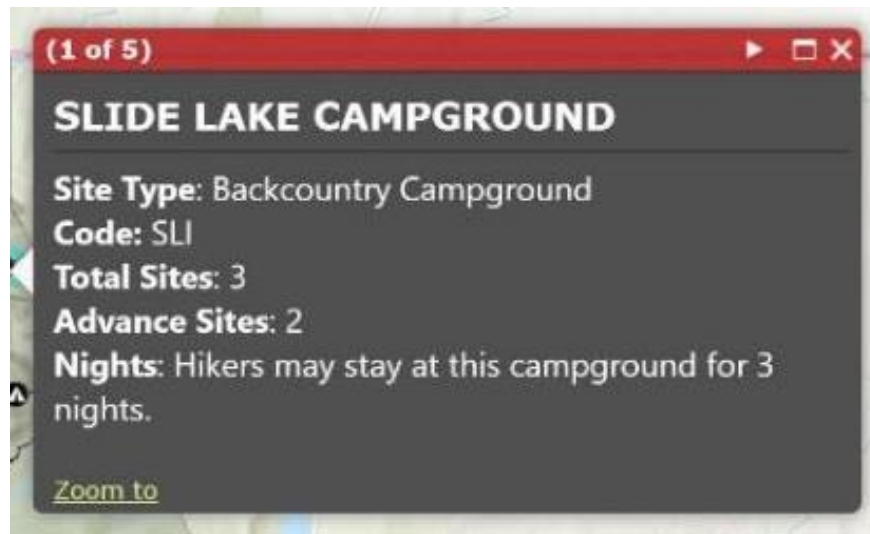 (1 of 5)
SLIDE LAKE CAMPGROUND
Site Type: Backcountry Campground
Code: SLI
Total Sites: 3
Advance Sites: 2
Nights: Hikers may stay at this campground for 3
nights.
Zoom to